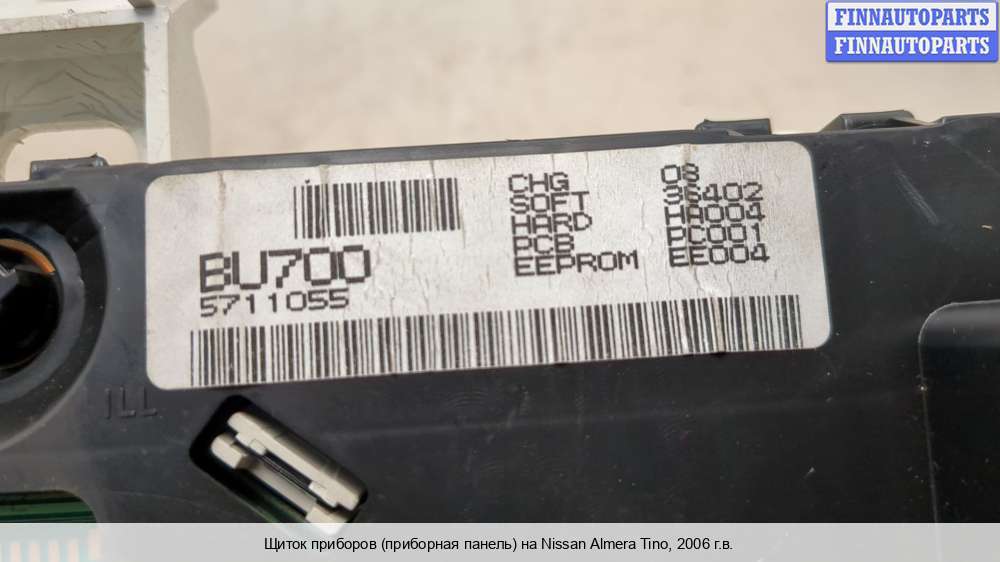 FINNAUTOPARTS
FINNAUTOPARTS
CHG 08
SOFT 36402
HARD HA004
PCB PC001
EEPROM EE004
BU700
5711055
ILL
Щиток приборов (приборная панель) на Nissan Almera Tino, 2006 г.в.